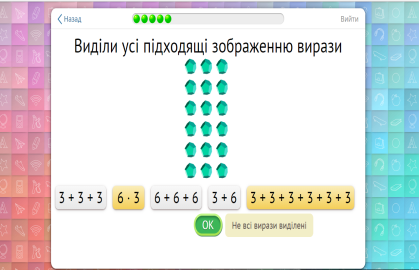 Назад
Вийти
Виділи усі підходящі зображенню вирази
3 + 3 + 3 6 · 3 6 + 6 + 6 3 + 6 3 + 3 + 3 + 3 + 3 + 3
OK Не всі вирази виділені